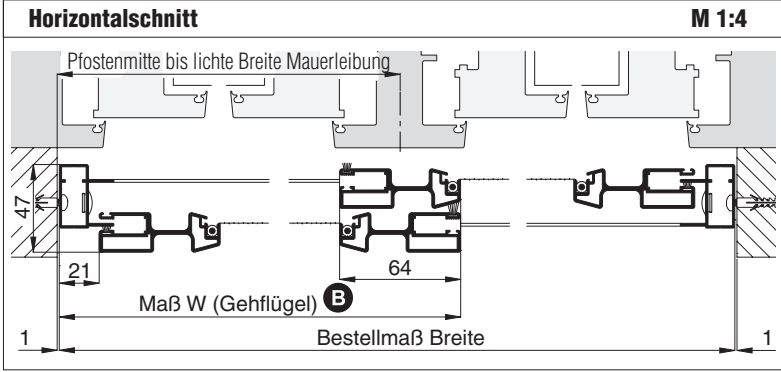 Horizontalschnitt M 1:4
Pfostenmitte bis lichte Breite Mauerleibung
47
21
64
Maß W (Gehflügel) B
1 Bestellmaß Breite 1